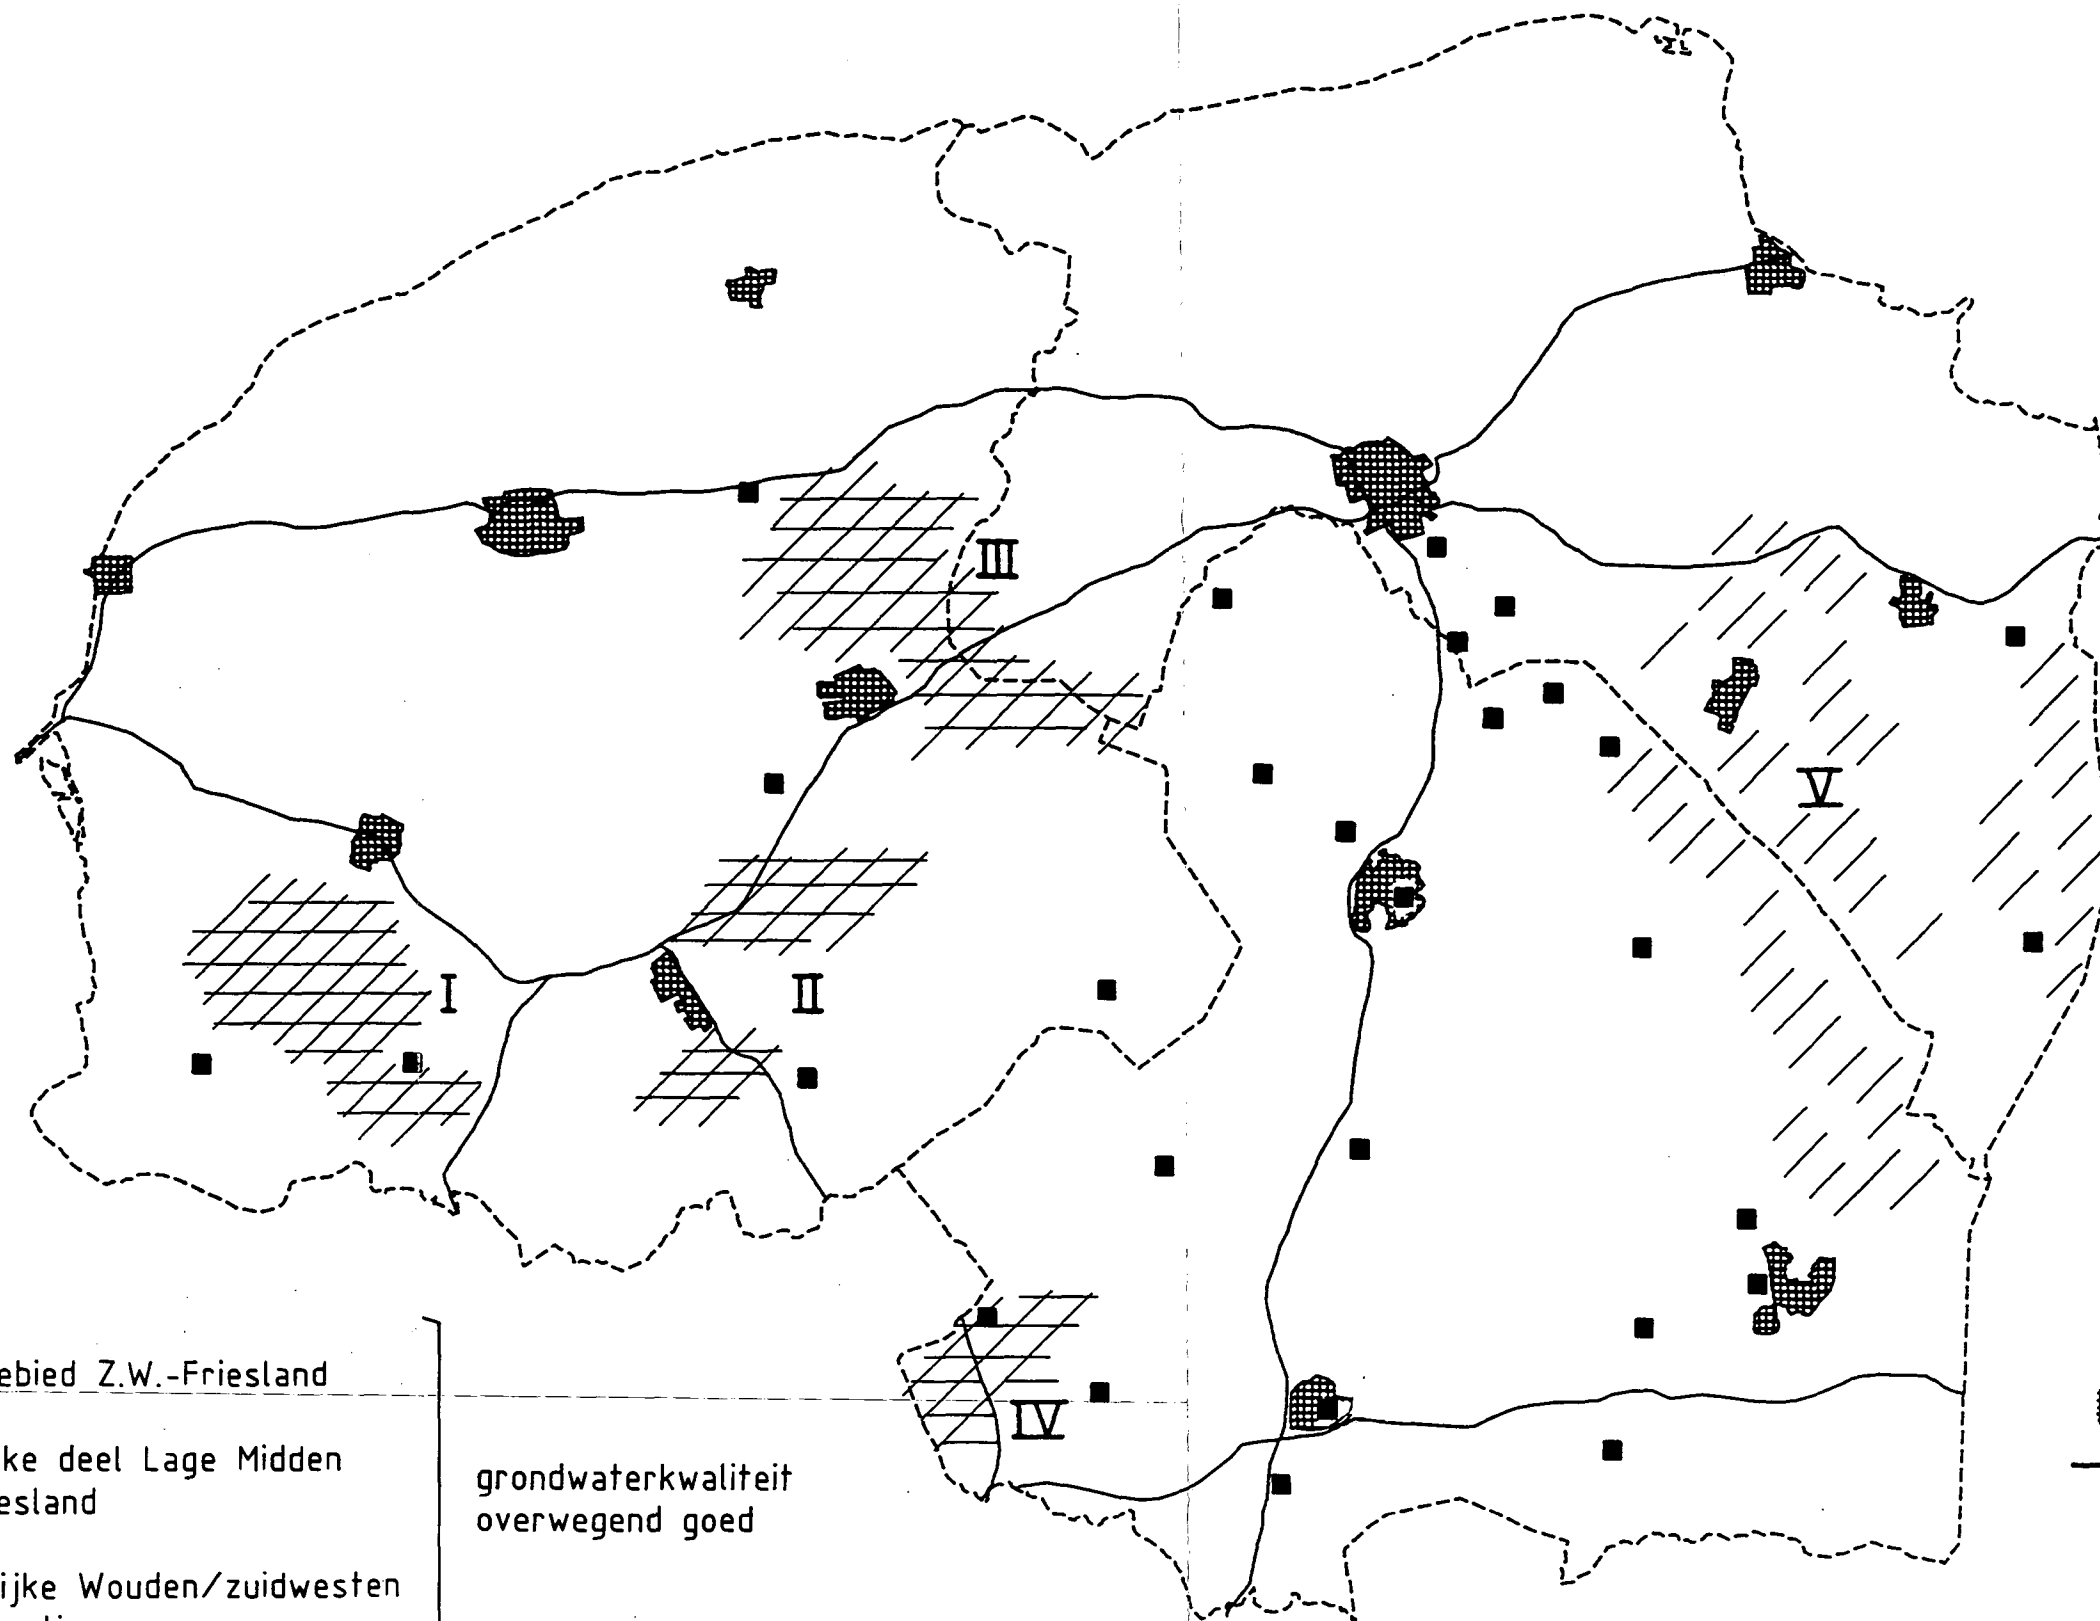 III
V
I
II
IV
ebied Z.W.-Friesland
ke deel Lage Midden
esland
grondwaterkwaliteit
overwegend goed
ijke Wouden/zuidwesten